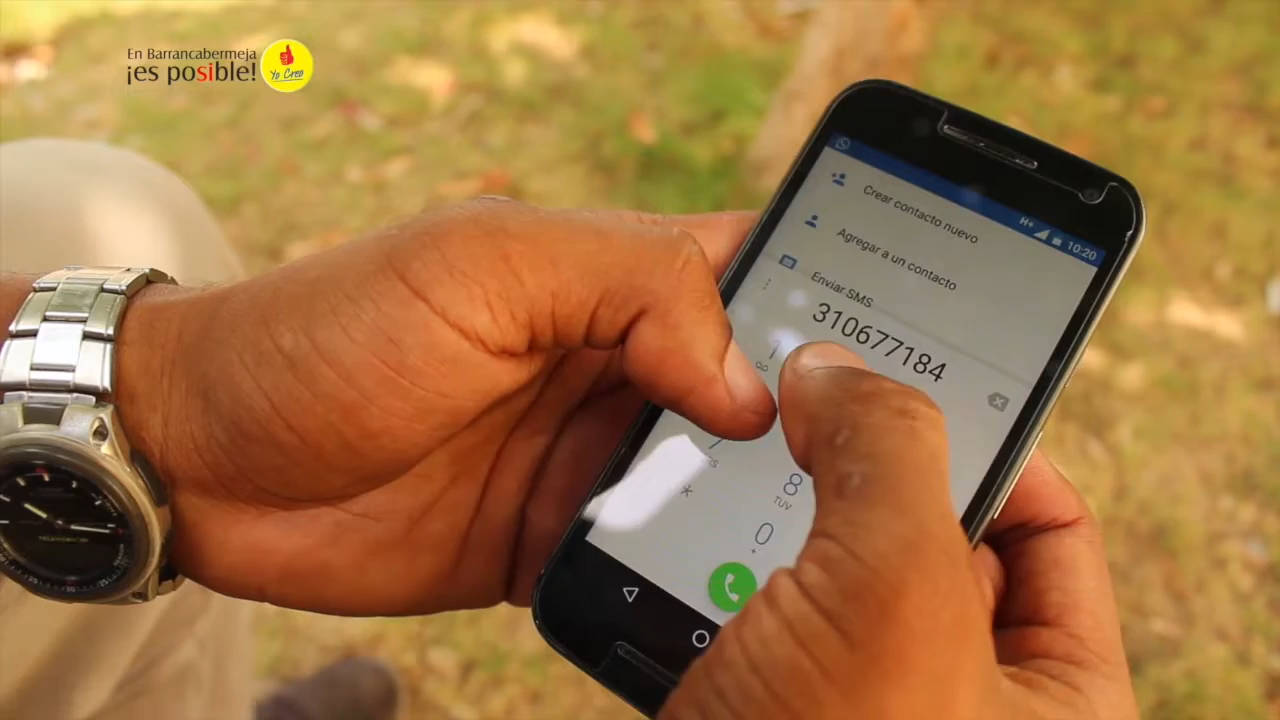 En Barrancabermeja
¡es posible!
Yo Creo
H+ 10:20
Crear contacto nuevo
Agregar a un contacto
Enviar SMS
310677184
8
TUV
0
+
*